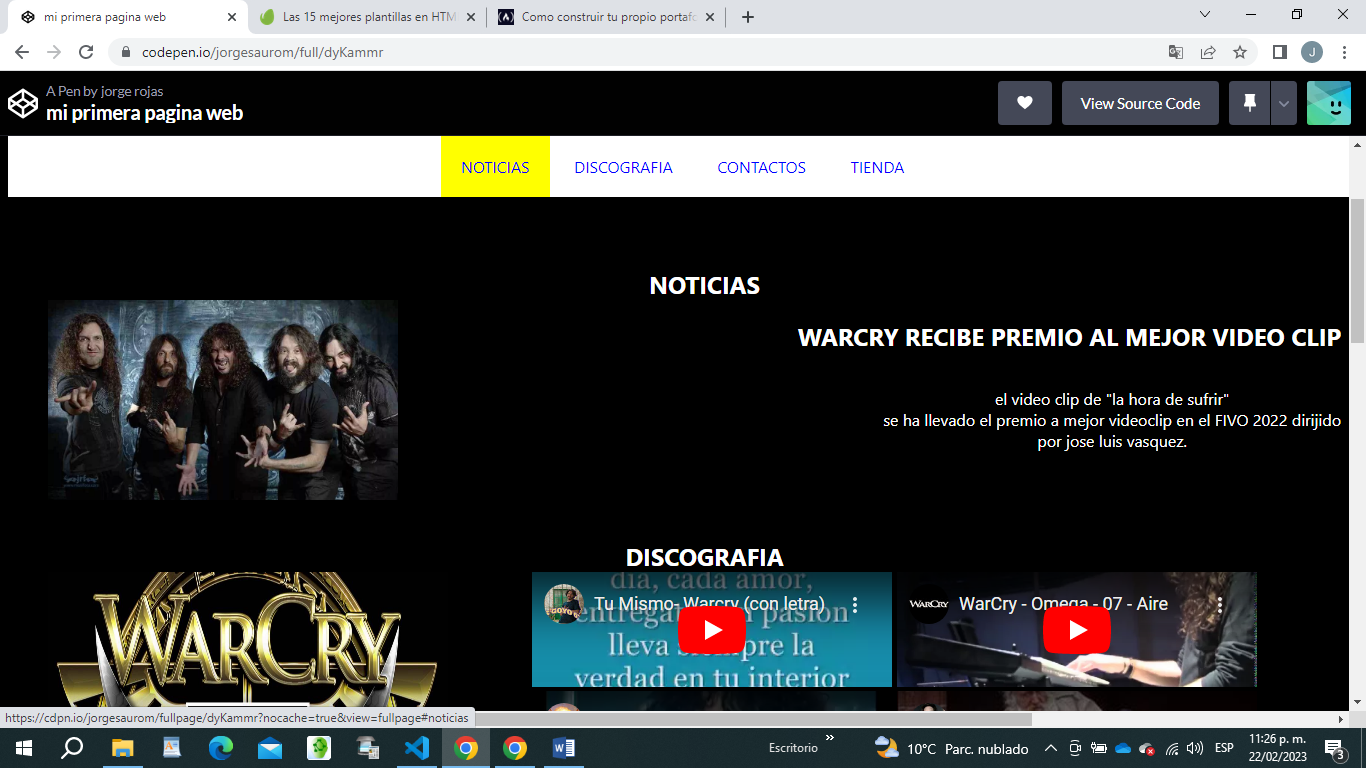 mi primera pagina web
Las 15 mejores plantillas en HTM
Como construir tu propio portafo
codepen.io/jorgesaurom/full/dyKammr
J
A Pen by jorge rojas
mi primera pagina web
View Source Code
NOTICIAS DISCOGRAFIA CONTACTOS TIENDA
NOTICIAS
WARCRY RECIBE PREMIO AL MEJOR VIDEO CLIP
el video clip de "la hora de sufrir"
se ha llevado el premio a mejor videoclip en el FIVO 2022 dirijido
por jose luis vasquez.
DISCOGRAFIA
WARCRY
día, cada amor,
Tu Mismo- Warcry (con letra)
lleva siempre la
verdad en tu interior
WARCRY
WarCry - Omega - 07 - Aire
https://cdpn.io/jorgesaurom/fullpage/dyKammr?nocache=true&view=fullpage#noticias
Escritorio
10°C Parc. nublado
ESP
11:26 p. m.
22/02/2023
3